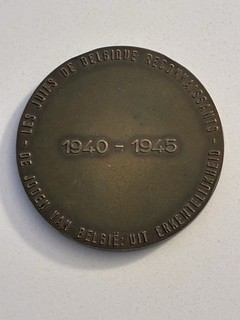 - LES JUIFS DE BELGIQUE RECONNAISSANTS -
1940 - 1945
DE JODEN VAN BELGIË: UIT ERKENTELIJKHEID